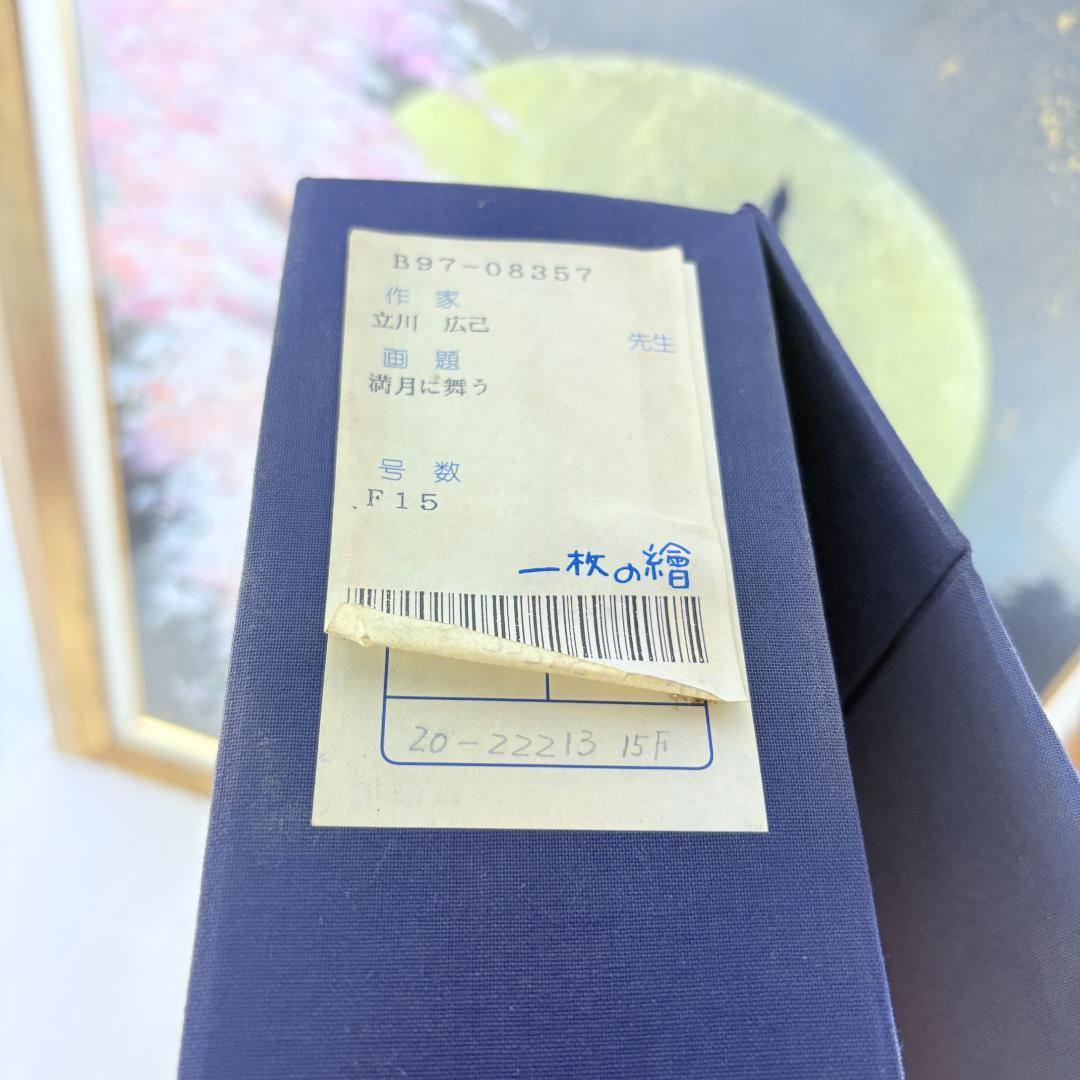 B97-08357
作 家
立川 広己
先生
画 題
満月に舞う
号 数
F15
一枚の繪
20-22213 15F